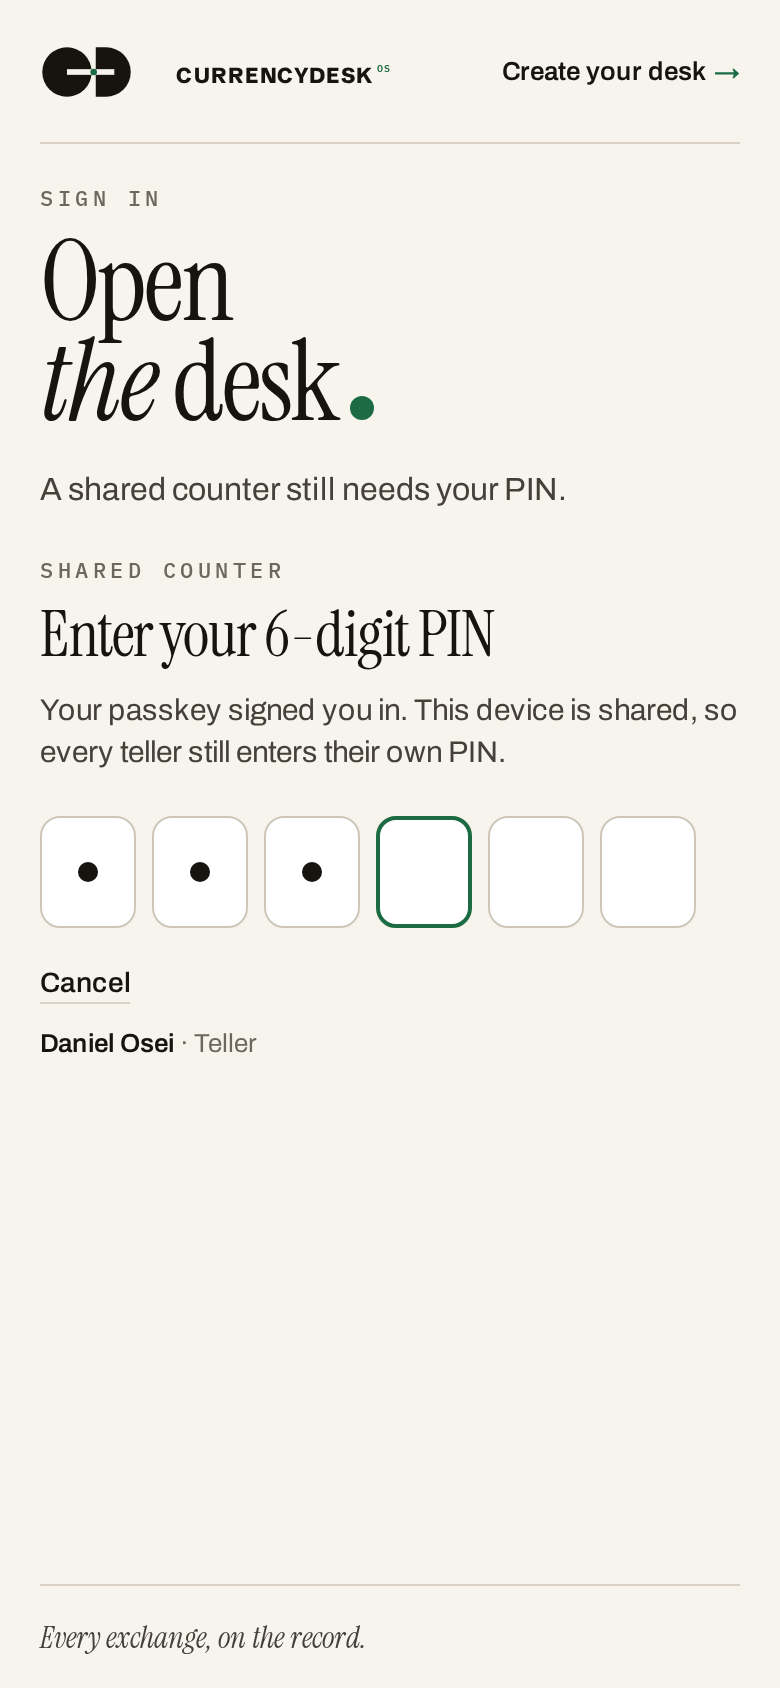 CURRENCYDESK OS
Create your desk →
SIGN IN
Open
the desk.
A shared counter still needs your PIN.
SHARED COUNTER
Enter your 6-digit PIN
Your passkey signed you in. This device is shared, so
every teller still enters their own PIN.
Cancel
Daniel Osei · Teller
Every exchange, on the record.